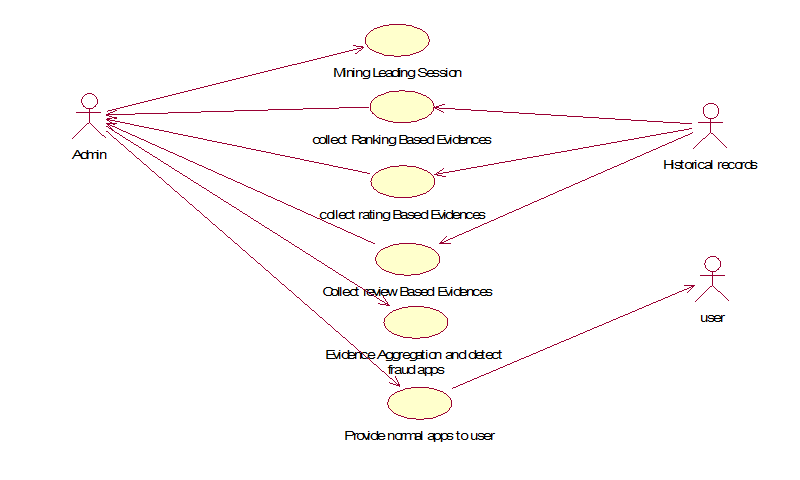 Mining Leading Session
collect Ranking Based Evidences
Admin
Historical records
collect rating Based Evidences
Collect review Based Evidences
user
Evidence Aggregation and detect
fraud apps
Provide normal apps to user